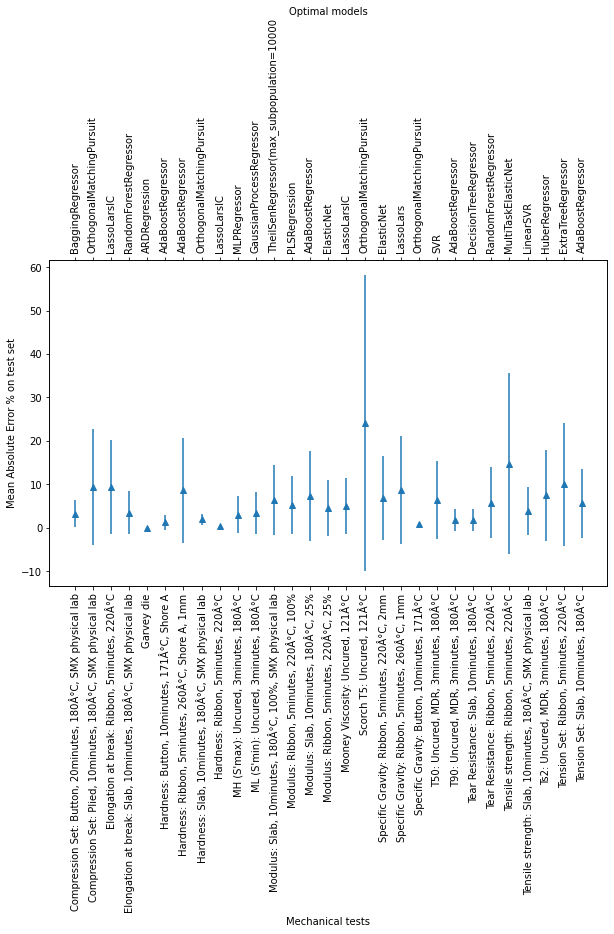 Optimal models
BaggingRegressor
OrthogonalMatchingPursuit
LassoLarsIC
RandomForestRegressor
ARDRegression
AdaBoostRegressor
AdaBoostRegressor
OrthogonalMatchingPursuit
LassoLarsIC
MLPRegressor
GaussianProcessRegressor
TheilSenRegressor(max_subpopulation=10000
PLSRegression
AdaBoostRegressor
ElasticNet
LassoLarsIC
OrthogonalMatchingPursuit
ElasticNet
LassoLars
OrthogonalMatchingPursuit
SVR
AdaBoostRegressor
DecisionTreeRegressor
RandomForestRegressor
MultiTaskElasticNet
LinearSVR
HuberRegressor
ExtraTreeRegressor
AdaBoostRegressor
Mean Absolute Error % on test set
60
50
40
30
20
10
0
−10
Compression Set: Button, 20minutes, 180Â°C, SMX physical lab
Compression Set: Plied, 10minutes, 180Â°C, SMX physical lab
Elongation at break: Ribbon, 5minutes, 220Â°C
Elongation at break: Slab, 10minutes, 180Â°C, SMX physical lab
Garvey die
Hardness: Button, 10minutes, 171Â°C, Shore A
Hardness: Ribbon, 5minutes, 260Â°C, Shore A, 1mm
Hardness: Slab, 10minutes, 180Â°C, SMX physical lab
Hardness: Ribbon, 5minutes, 220Â°C
MH (S'max): Uncured, 3minutes, 180Â°C
ML (S'min): Uncured, 3minutes, 180Â°C
Modulus: Slab, 10minutes, 180Â°C, 100%, SMX physical lab
Modulus: Ribbon, 5minutes, 220Â°C, 100%
Modulus: Slab, 10minutes, 180Â°C, 25%
Modulus: Ribbon, 5minutes, 220Â°C, 25%
Mooney Viscosity: Uncured, 121Â°C
Scorch T5: Uncured, 121Â°C
Specific Gravity: Ribbon, 5minutes, 220Â°C, 2mm
Specific Gravity: Ribbon, 5minutes, 260Â°C, 1mm
Specific Gravity: Button, 10minutes, 171Â°C
T50: Uncured, MDR, 3minutes, 180Â°C
T90: Uncured, MDR, 3minutes, 180Â°C
Tear Resistance: Slab, 10minutes, 180Â°C
Tear Resistance: Ribbon, 5minutes, 220Â°C
Tensile strength: Ribbon, 5minutes, 220Â°C
Tensile strength: Slab, 10minutes, 180Â°C, SMX physical lab
Ts2: Uncured, MDR, 3minutes, 180Â°C
Tension Set: Ribbon, 5minutes, 220Â°C
Tension Set: Slab, 10minutes, 180Â°C
Mechanical tests